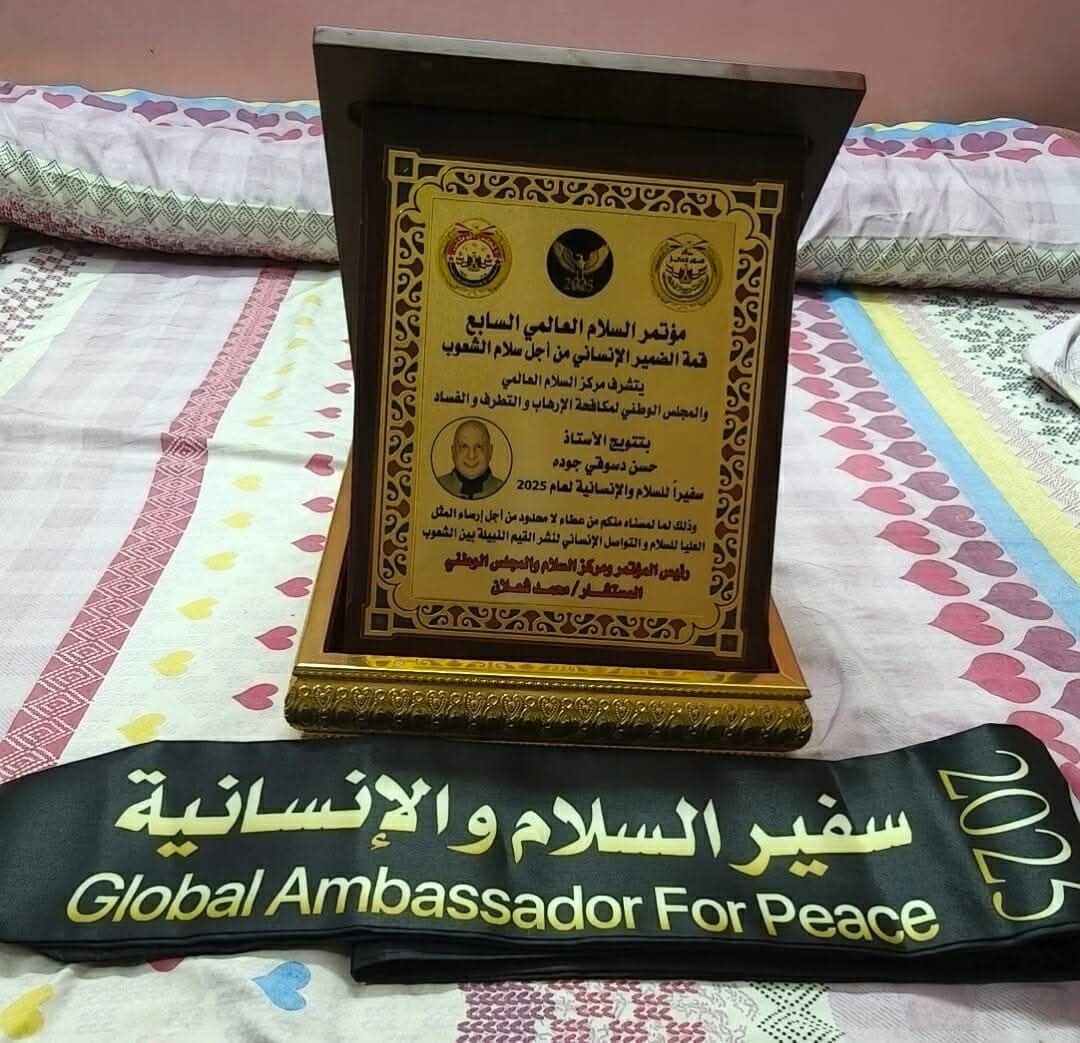 2025
مؤتمر السلام العالمي السابع
قمة الضمير الإنساني من أجل سلام الشعوب
يتشرف مركز السلام العالمي
والمجلس الوطني لمكافحة الإرهاب والتطرف والفساد
بتتويج الأستاذ
حسن دسوقي جوده
سفيراً للسلام والإنسانية لعام 2025
وذلك لما لمسناه منكم من عطاء لا محدود من أجل إرساء المثل
العليا للسلام والتواصل الإنساني لنشر القيم النبيلة بين الشعوب
رئيس المؤتمر ومركز السلام والمجلس الوطني
المستشار / محمد شعلان
سفير السلام والإنسانية
Global Ambassador For Peace
2025